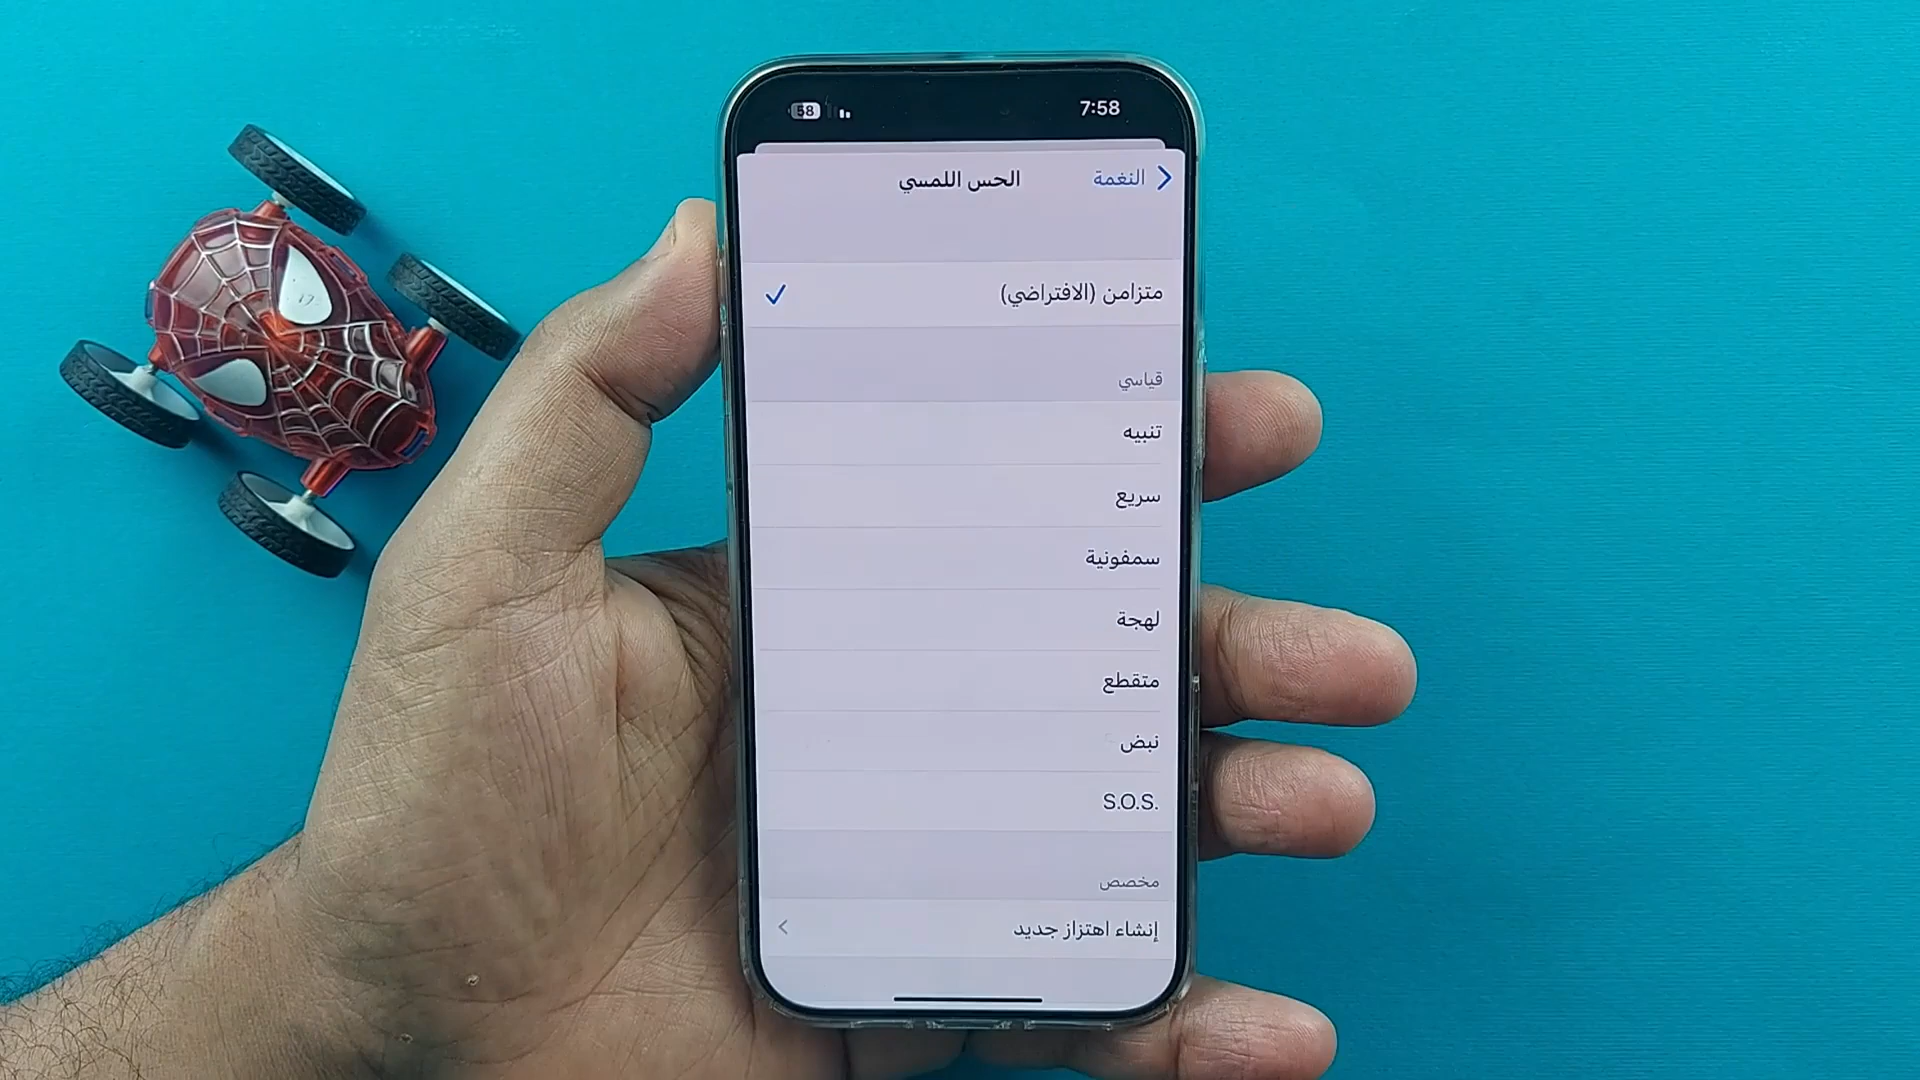 7:58
58
النغمة
الحس اللمسي
متزامن (الافتراضي)
قياسي
تنبيه
سريع
سمفونية
لهجة
متقطع
نبض
S.O.S.
مخصص
إنشاء اهتزاز جديد